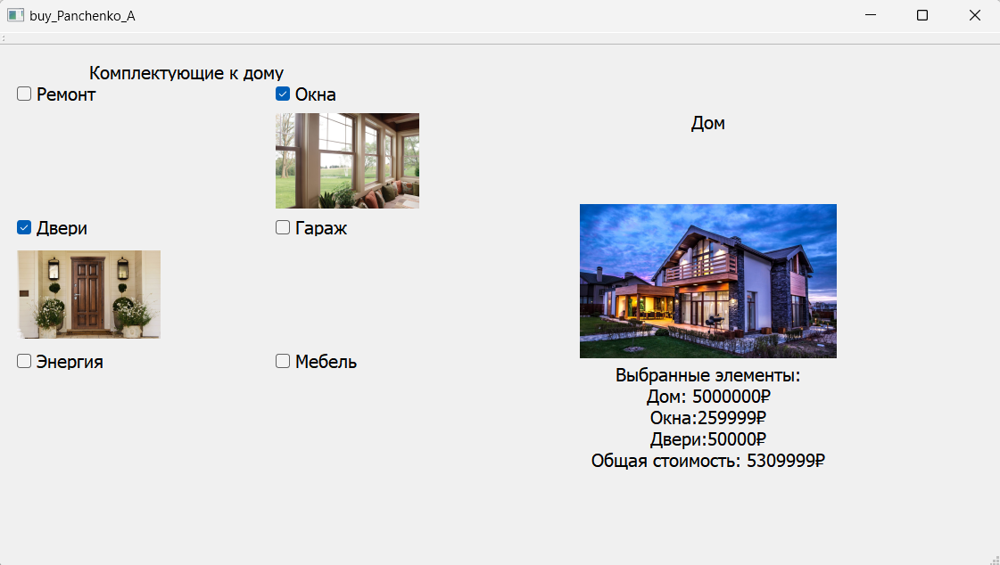 buy_Panchenko_A
Комплектующие к дому
Ремонт
Окна
Дом
Двери
Гараж
Энергия
Мебель
Выбранные элементы:
Дом: 5000000₽
Окна:259999₽
Двери:50000₽
Общая стоимость: 5309999₽